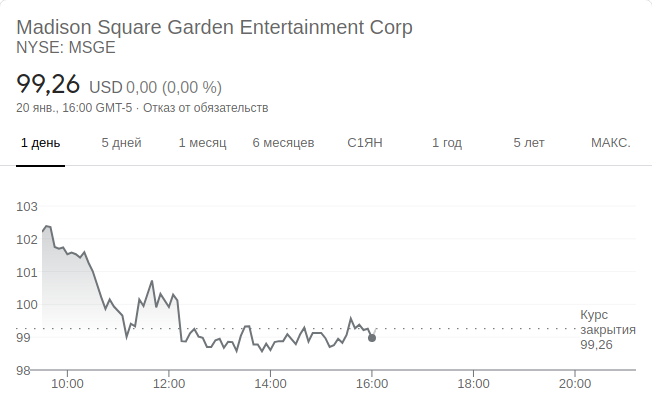 Madison Square Garden Entertainment Corp
NYSE: MSGE
99,26 USD 0,00 (0,00 %)
20 янв., 16:00 GMT-5 · Отказ от обязательств
1 день 5 дней 1 месяц 6 месяцев С1ЯН 1 год 5 лет МАКС.
103
102
101
100
99
98
Курс
закрытия
99,26
10:00 12:00 14:00 16:00 18:00 20:00